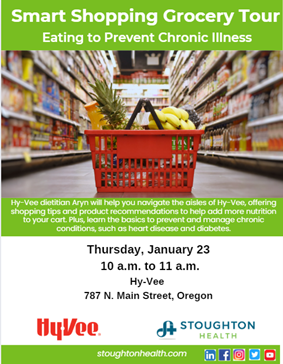 Smart Shopping Grocery Tour
Eating to Prevent Chronic Illness
Hy-Vee dietitian Aryn will help you navigate the aisles of Hy-Vee, offering
shopping tips and product recommendations to help add more nutrition
to your cart. Plus, learn the basics to prevent and manage chronic
conditions, such as heart disease and diabetes.
Thursday, January 23
10 a.m. to 11 a.m.
Hy-Vee
787 N. Main Street, Oregon
HyVee
STOUGHTON
HEALTH
stoughtonhealth.com